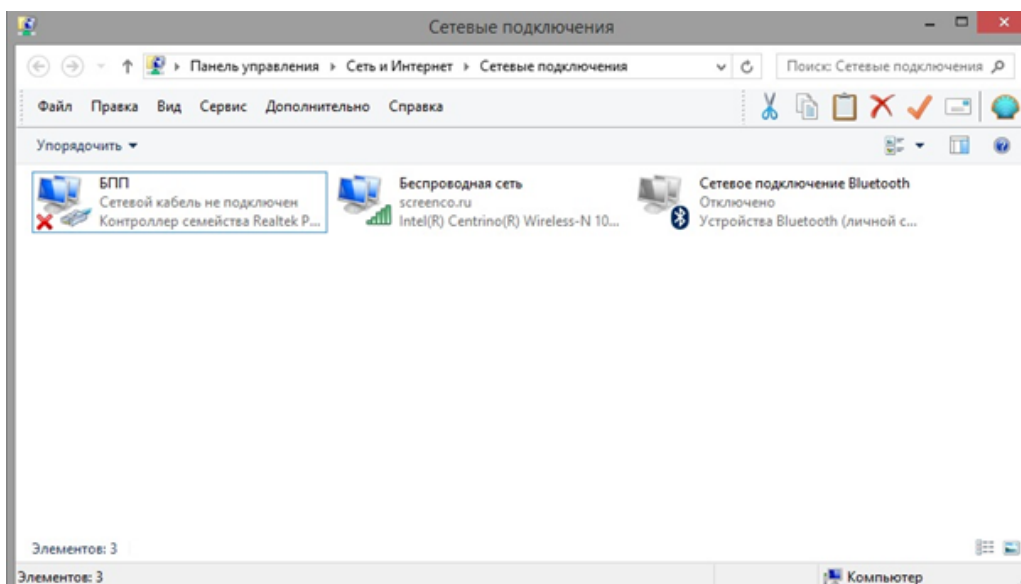 Сетевые подключения
Панель управления Сеть и Интернет Сетевые подключения
Поиск: Сетевые подключения
Файл Правка Вид Сервис Дополнительно Справка
Упорядочить
БПП
Сетевой кабель не подключен
Контроллер семейства Realtek P...
Беспроводная сеть
screenco.ru
Intel(R) Centrino(R) Wireless-N 10...
Сетевое подключение Bluetooth
Отключено
Устройства Bluetooth (личной с...
Элементов: 3
Элементов: 3
Компьютер